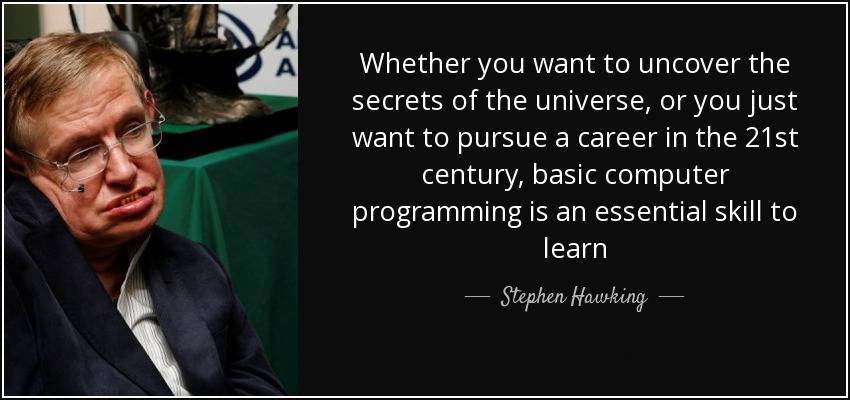 Whether you want to uncover the
secrets of the universe, or you just
want to pursue a career in the 21st
century, basic computer
programming is an essential skill to
learn
Stephen Hawking